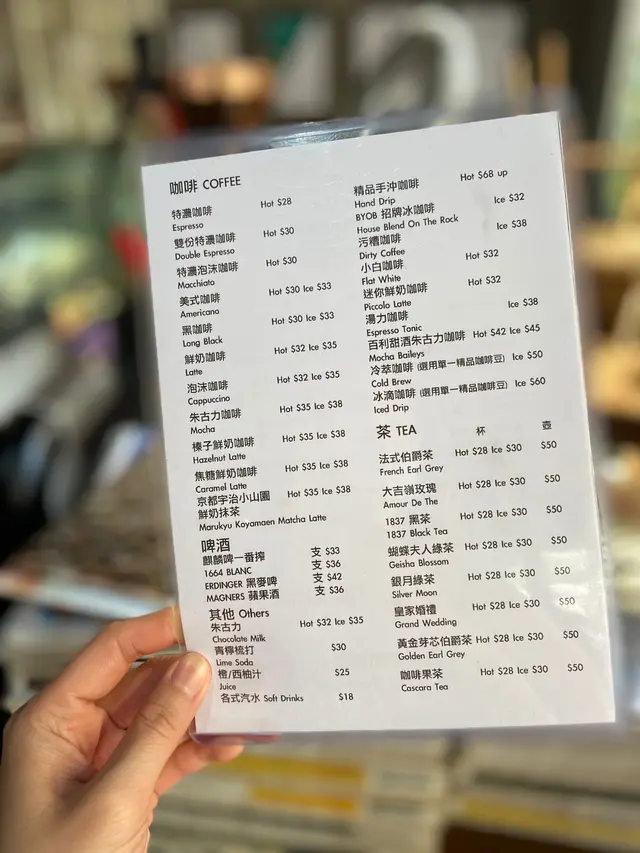 咖啡 COFFEE
特濃咖啡 Hot $28
Espresso
雙份特濃咖啡 Hot $30
Double Espresso
特濃泡沫咖啡 Hot $30
Macchiato
美式咖啡 Hot $30 Ice $33
Americano
黑咖啡 Hot $30 Ice $33
Long Black
鮮奶咖啡 Hot $32 Ice $35
Latte
泡沫咖啡 Hot $32 Ice $35
Cappuccino
朱古力咖啡 Hot $35 Ice $38
Mocha
榛子鮮奶咖啡 Hot $35 Ice $38
Hazelnut Latte
焦糖鮮奶咖啡 Hot $35 Ice $38
Caramel Latte
京都宇治小山園 Hot $35 Ice $38
鮮奶抹茶
Marukyu Koyamaen Matcha Latte
啤酒
麒麟啤一番搾 支 $33
1664 BLANC 支 $36
ERDINGER 黑麥啤 支 $42
MAGNERS 蘋果酒 支 $36
其他 Others
朱古力 Hot $32 Ice $35
Chocolate Milk
青檸梳打 $30
Lime Soda
橙/西柚汁 $25
Juice
各式汽水 Soft Drinks $18
精品手沖咖啡 Hot $68 up
Hand Drip
BYOB 招牌冰咖啡 Ice $32
House Blend On The Rock
污糟咖啡 Ice $38
Dirty Coffee
小白咖啡 Hot $32
Flat White
迷你鮮奶咖啡 Hot $32
Piccolo Latte
湯力咖啡 Ice $38
Espresso Tonic
百利甜酒朱古力咖啡 Hot $42 Ice $45
Mocha Baileys
冷萃咖啡 (選用單一精品咖啡豆) Ice $50
Cold Brew
冰滴咖啡 (選用單一精品咖啡豆) Ice $60
Iced Drip
茶 TEA 杯 壺
法式伯爵茶 Hot $28 Ice $30 $50
French Earl Grey
大吉嶺玫瑰 Hot $28 Ice $30 $50
Amour De The
1837 黑茶 Hot $28 Ice $30 $50
1837 Black Tea
蝴蝶夫人綠茶 Hot $28 Ice $30 $50
Geisha Blossom
銀月綠茶 Hot $28 Ice $30 $50
Silver Moon
皇家婚禮 Hot $28 Ice $30 $50
Grand Wedding
黃金芽芯伯爵茶 Hot $28 Ice $30 $50
Golden Earl Grey
咖啡果茶 Hot $28 Ice $30 $50
Cascara Tea